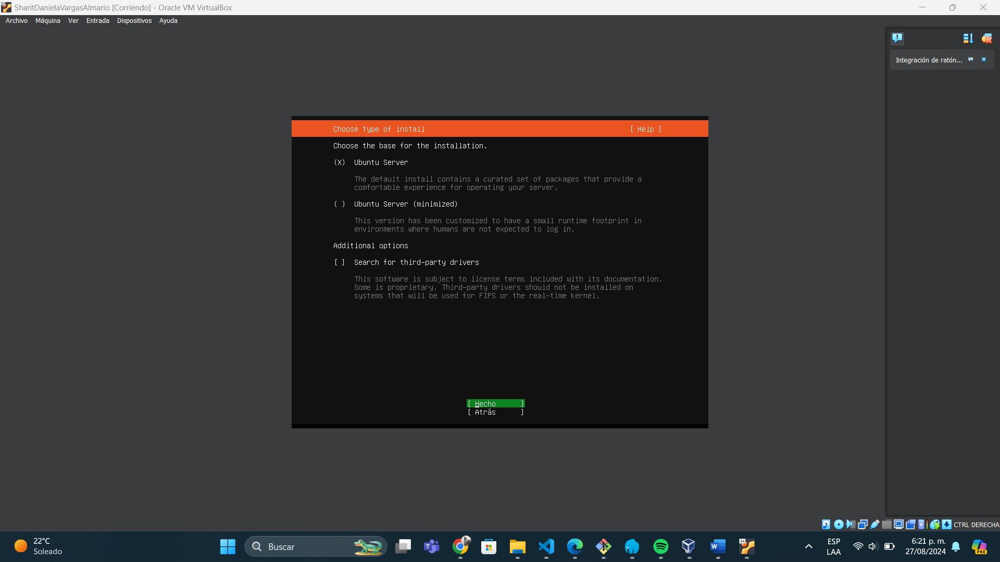 SharitDanielaVargasAlmario [Corriendo] - Oracle VM VirtualBox
Archivo Máquina Ver Entrada Dispositivos Ayuda
Integración de ratón...
Choose type of install [ Help ]
Choose the base for the installation.
(X) Ubuntu Server
The default install contains a curated set of packages that provide a
comfortable experience for operating your server.
( ) Ubuntu Server (minimized)
This version has been customized to have a small runtime footprint in
environments where humans are not expected to log in.
Additional options
[ ] Search for third-party drivers
This software is subject to license terms included with its documentation.
Some is proprietary. Third-party drivers should not be installed on
systems that will be used for FIPS or the real-time kernel.
[ Hecho ]
[ Atrás ]
CTRL DERECHA
22°C
Soleado
Buscar
ESP
LAA
6:21 p. m.
27/08/2024
PRE